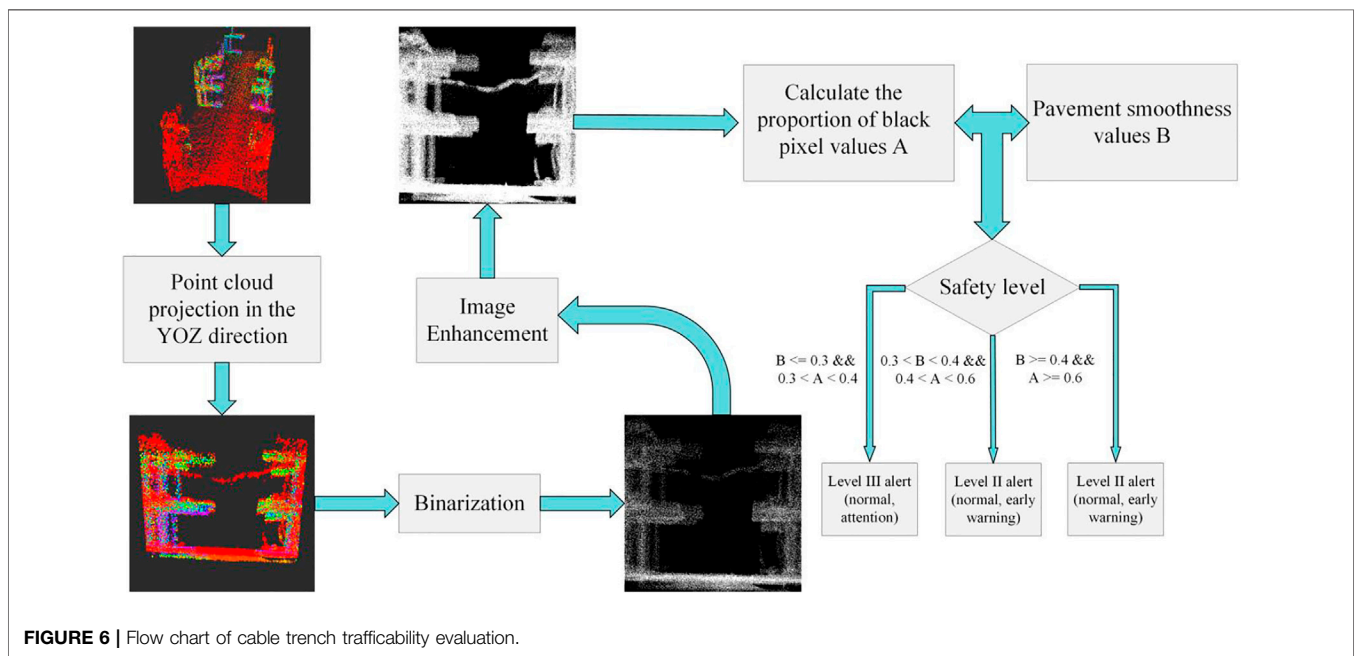 Point cloud
projection in the
YOZ direction
Binarization
Image
Enhancement
Calculate the
proportion of black
pixel values A
Pavement smoothness
values B
Safety level
B <= 0.3 &&
0.3 < A < 0.4
0.3 < B < 0.4 &&
0.4 < A < 0.6
B >= 0.4 &&
A >= 0.6
Level III alert
(normal,
attention)
Level II alert
(normal, early
warning)
Level II alert
(normal, early
warning)
FIGURE 6 | Flow chart of cable trench trafficability evaluation.